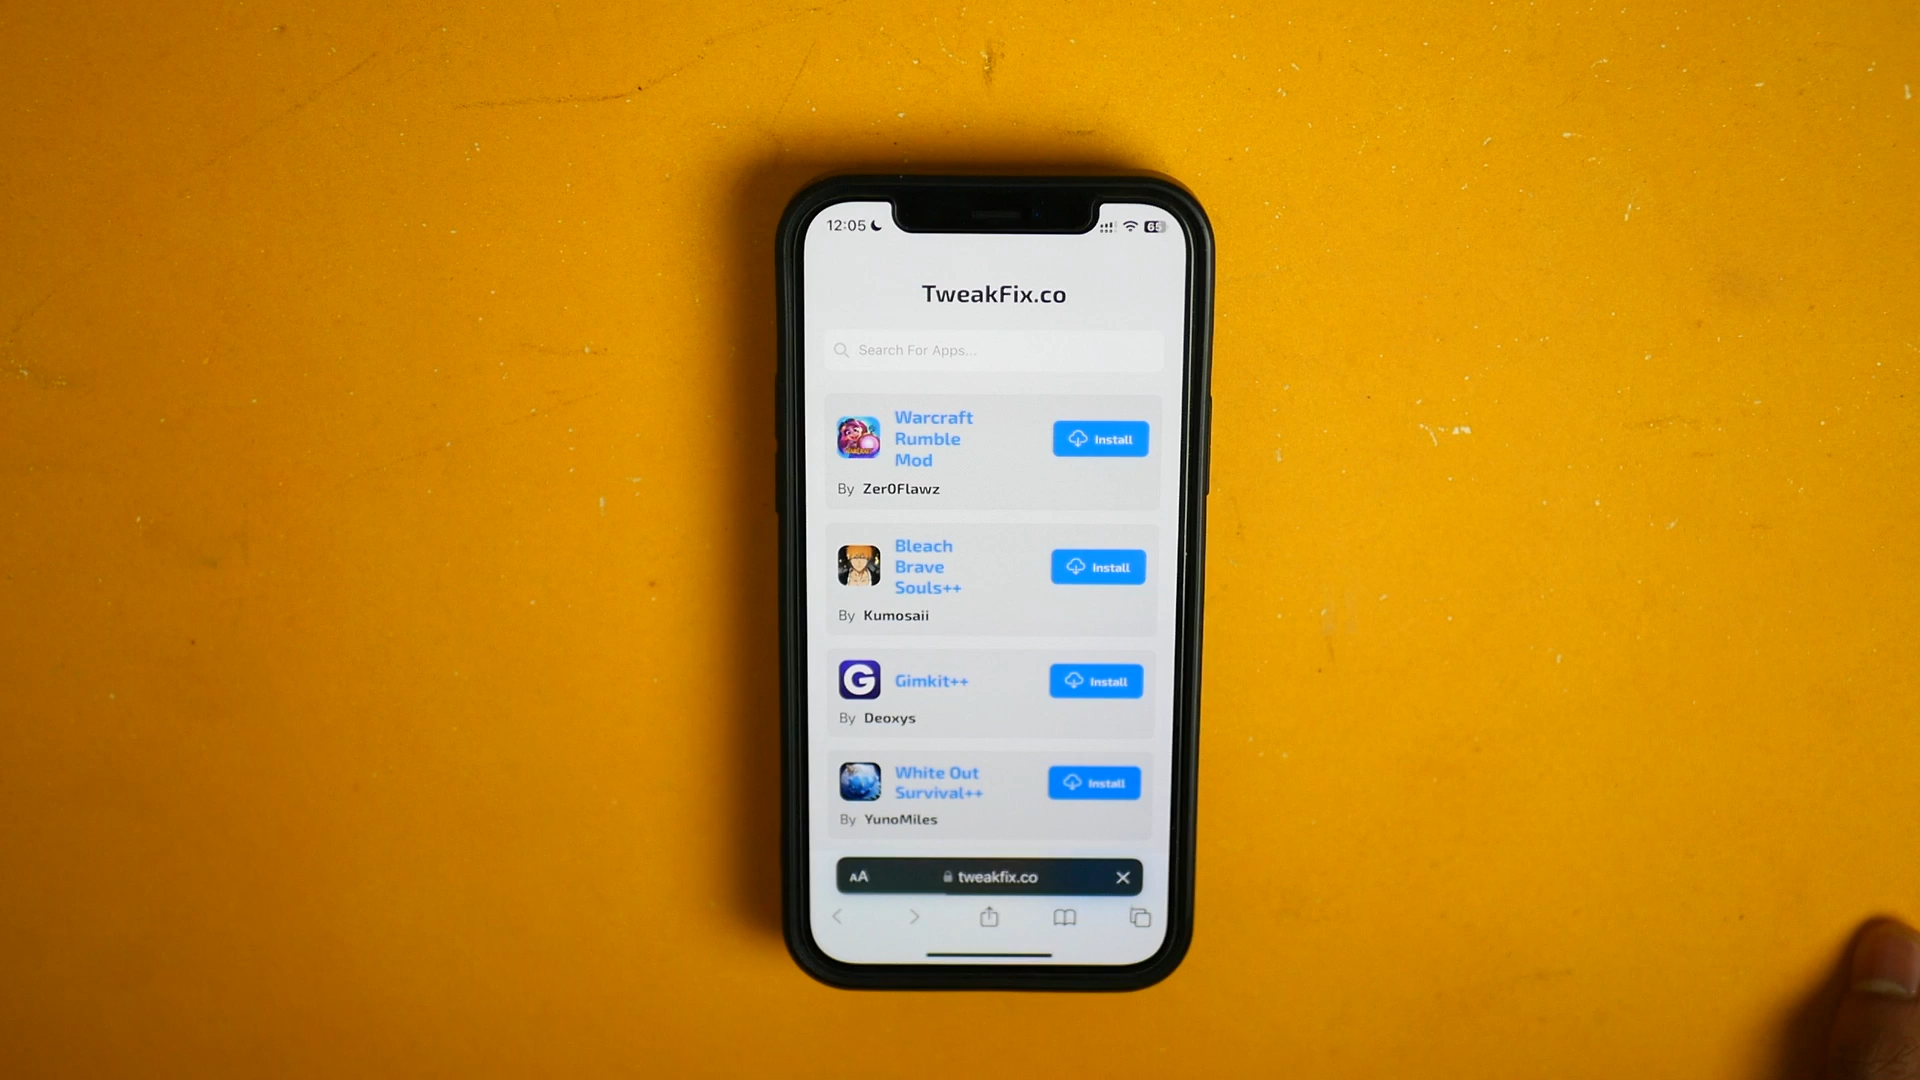 12:05
65
TweakFix.co
Search For Apps...
Warcraft
Rumble
Mod
Install
By Zer0Flawz
Bleach
Brave
Souls++
Install
By Kumosaii
G
Gimkit++
Install
By Deoxys
White Out
Survival++
Install
By YunoMiles
AA
tweakfix.co